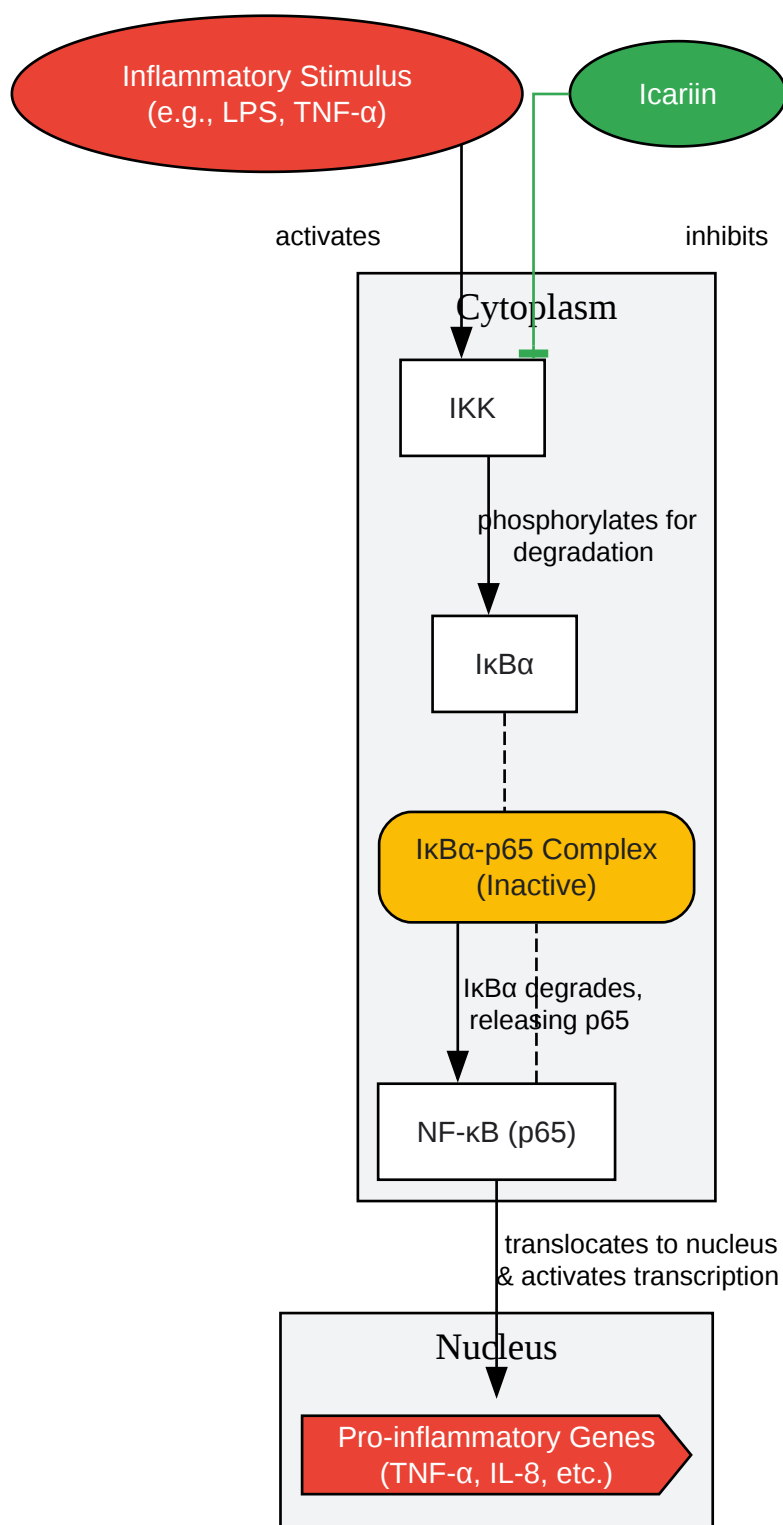 Inflammatory Stimulus
(e.g., LPS, TNF-α)
Icariin
activates
inhibits
Cytoplasm
IKK
phosphorylates for
degradation
IκBα
IκBα-p65 Complex
(Inactive)
IκBα degrades,
releasing p65
NF-κB (p65)
translocates to nucleus
& activates transcription
Nucleus
Pro-inflammatory Genes
(TNF-α, IL-8, etc.)